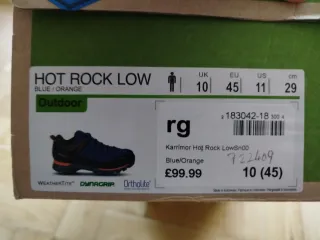 HOT ROCK LOW
BLUE / ORANGE
UK EU US cm
10 45 11 29
Outdoor
183042-18
rg
Karrimor Hot Rock Low
Blue/Orange
£99.99 10 (45)
WEATHERTITE DYNAGRIP Ortholite